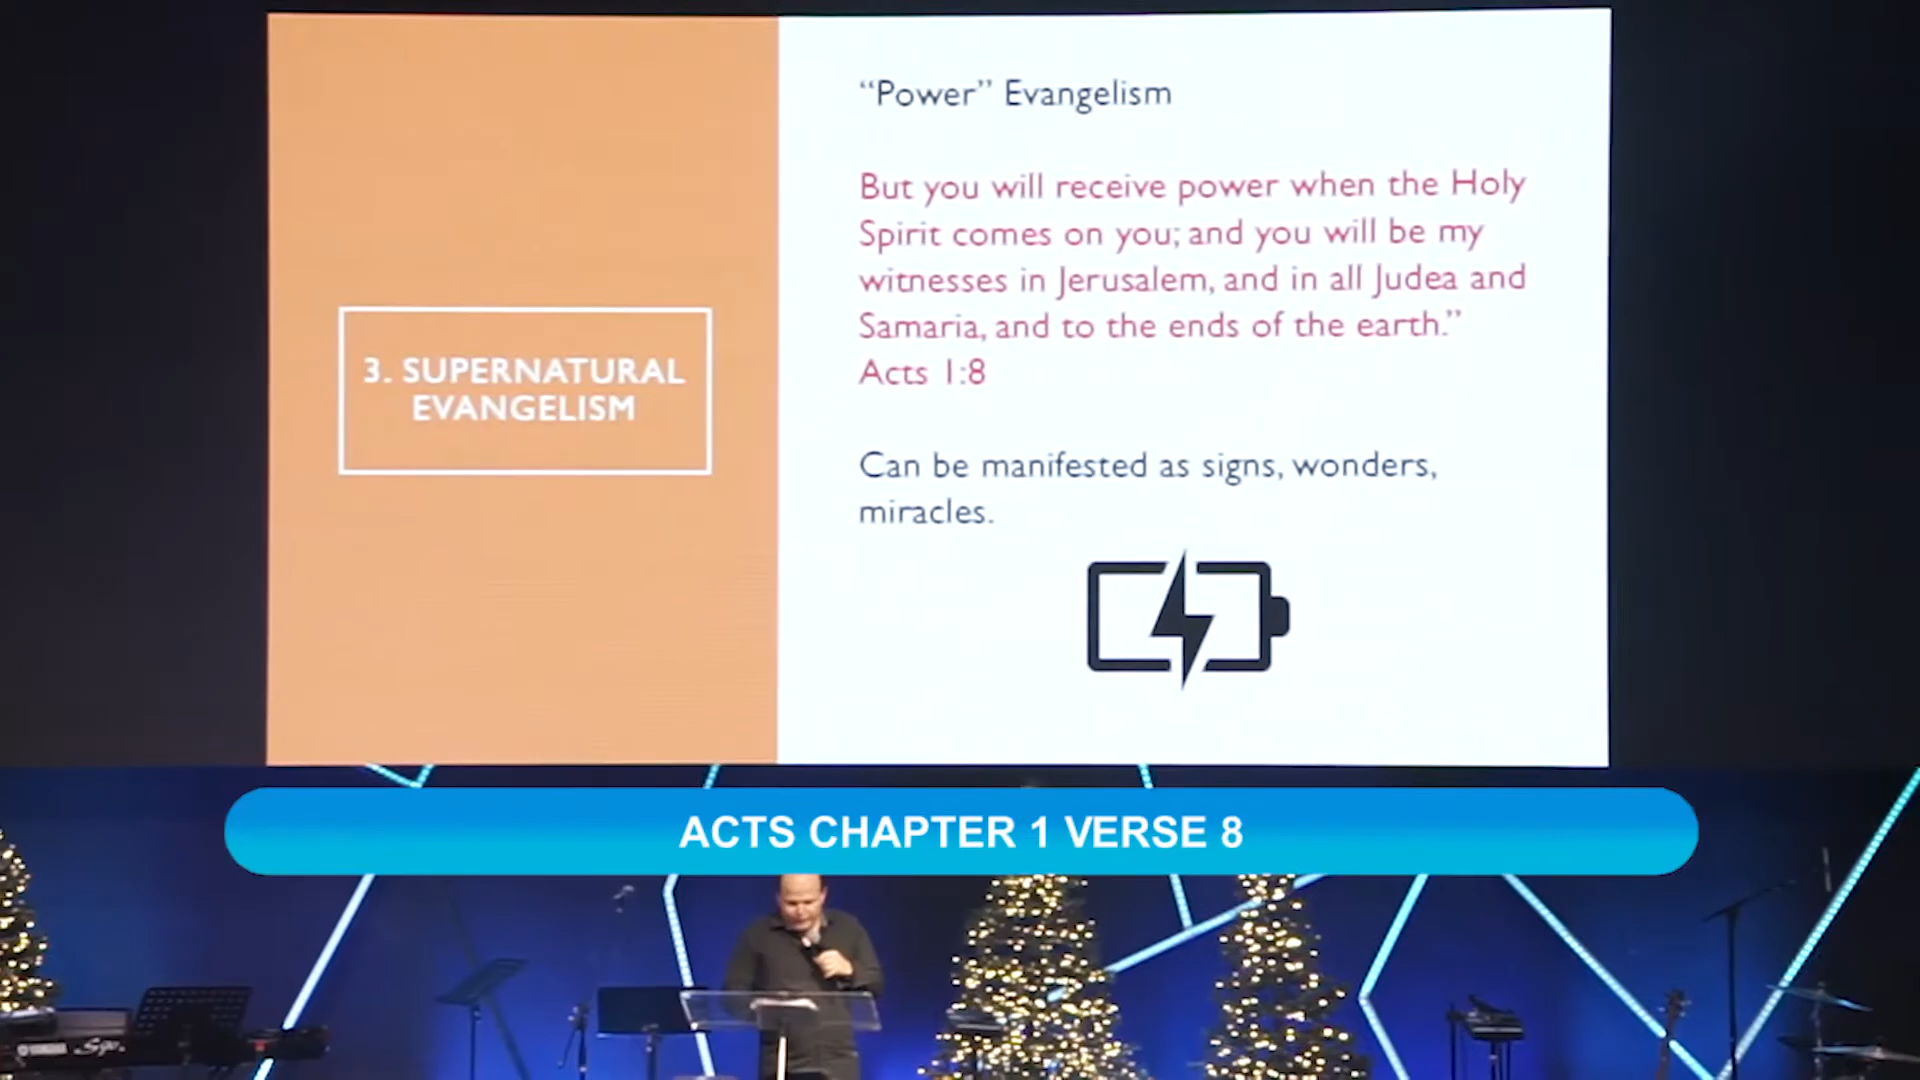 "Power" Evangelism
But you will receive power when the Holy
Spirit comes on you; and you will be my
witnesses in Jerusalem, and in all Judea and
Samaria, and to the ends of the earth."
Acts 1:8
3. SUPERNATURAL
EVANGELISM
Can be manifested as signs, wonders,
miracles.
ACTS CHAPTER 1 VERSE 8
YAMAHA